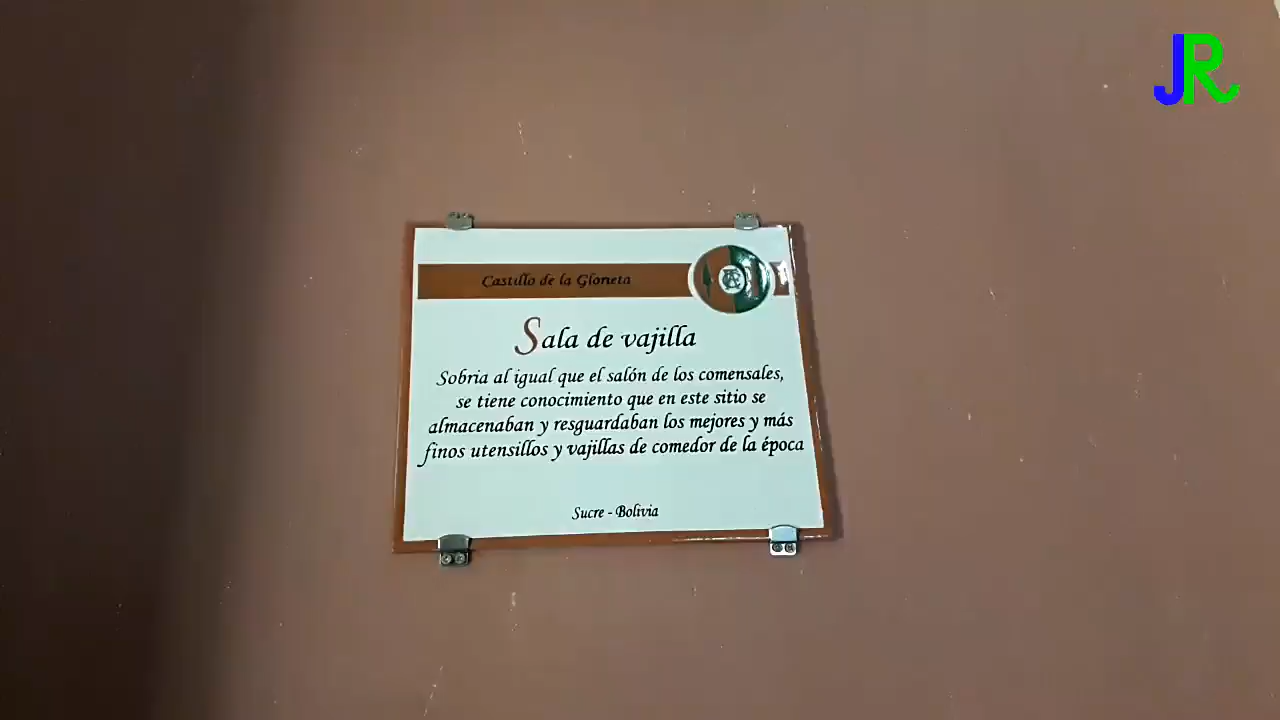 JR
Castillo de la Glorieta
Sala de vajilla
Sobria al igual que el salón de los comensales,
se tiene conocimiento que en este sitio se
almacenaban y resguardaban los mejores y más
finos utensillos y vajillas de comedor de la época
Sucre - Bolivia